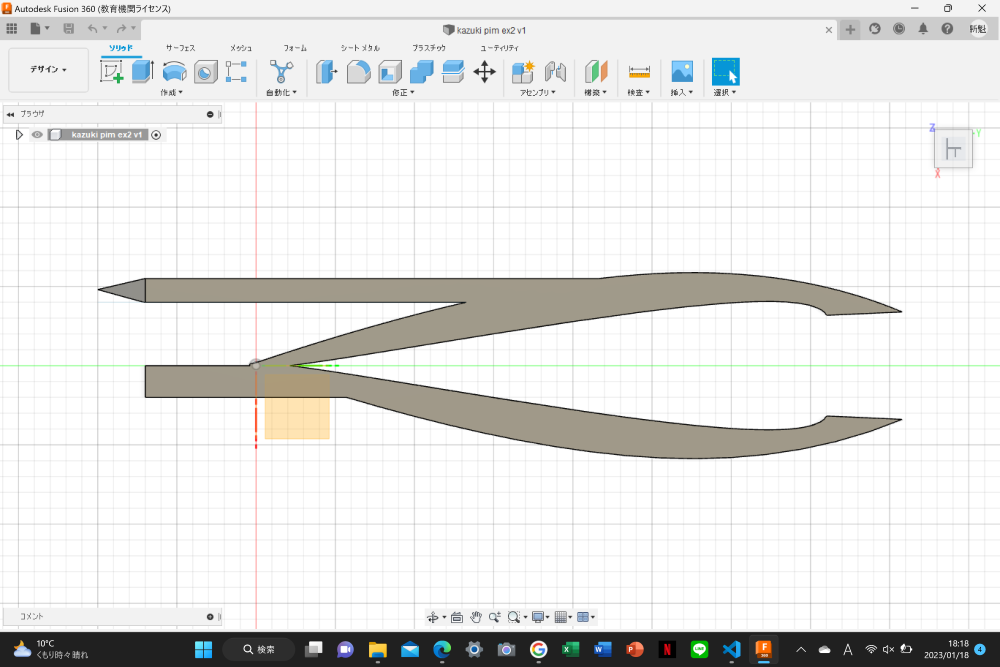 Autodesk Fusion 360 (教育機関ライセンス)
kazuki pim ex2 v1
新魁
ソリッド サーフェス メッシュ フォーム シート メタル プラスチック ユーティリティ
デザイン
作成 自動化 修正 アセンブリ 構築 検査 挿入 選択
ブラウザ
kazuki pim ex2 v1
Z
Y
上
X
コメント
10°C
くもり時々晴れ
検索
A
18:18
2023/01/18
4